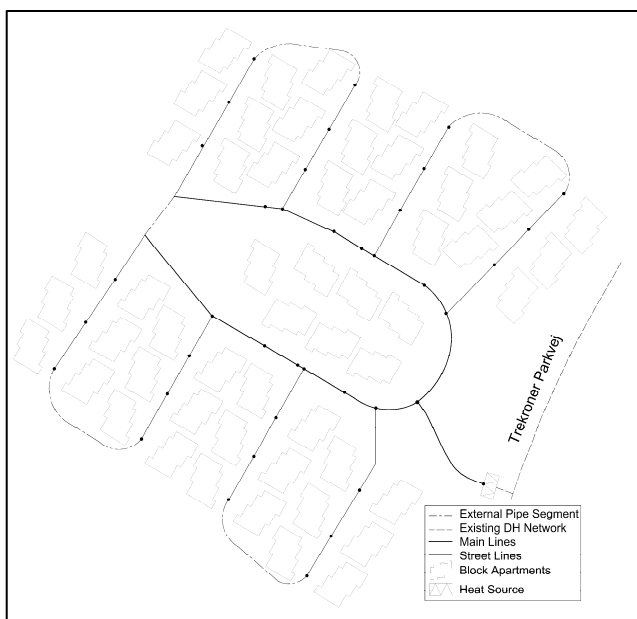 Trekroner Parkvej
External Pipe Segment
Existing DH Network
Main Lines
Street Lines
Block Apartments
Heat Source